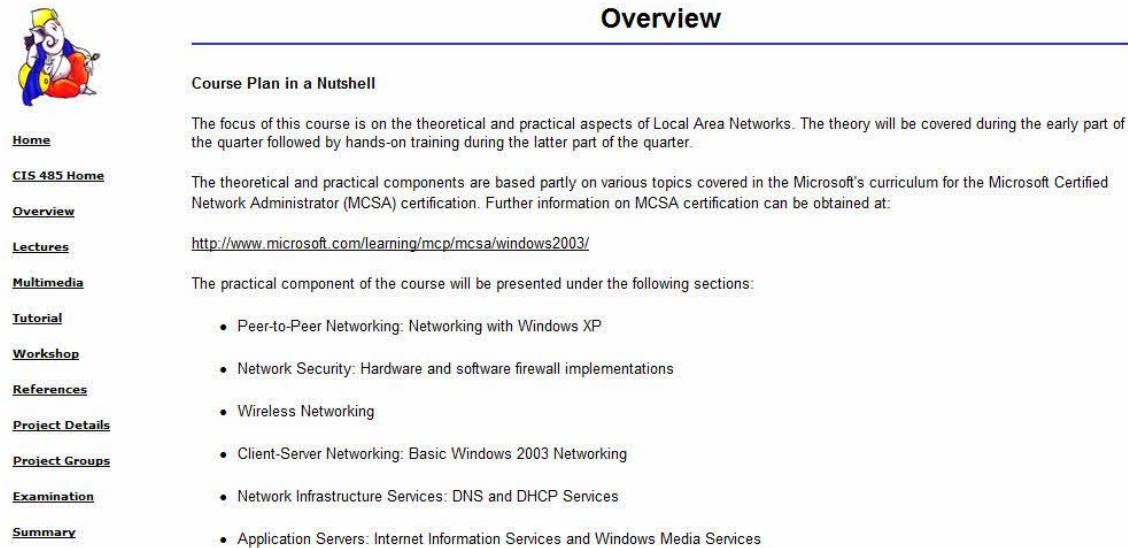 Overview
Course Plan in a Nutshell
The focus of this course is on the theoretical and practical aspects of Local Area Networks. The theory will be covered during the early part of
the quarter followed by hands-on training during the latter part of the quarter.
The theoretical and practical components are based partly on various topics covered in the Microsoft's curriculum for the Microsoft Certified
Network Administrator (MCSA) certification. Further information on MCSA certification can be obtained at:
http://www.microsoft.com/learning/mcp/mcsa/windows2003/
The practical component of the course will be presented under the following sections:
• Peer-to-Peer Networking: Networking with Windows XP
• Network Security: Hardware and software firewall implementations
• Wireless Networking
• Client-Server Networking: Basic Windows 2003 Networking
• Network Infrastructure Services: DNS and DHCP Services
• Application Servers: Internet Information Services and Windows Media Services
Home
CIS 485 Home
Overview
Lectures
Multimedia
Tutorial
Workshop
References
Project Details
Project Groups
Examination
Summary